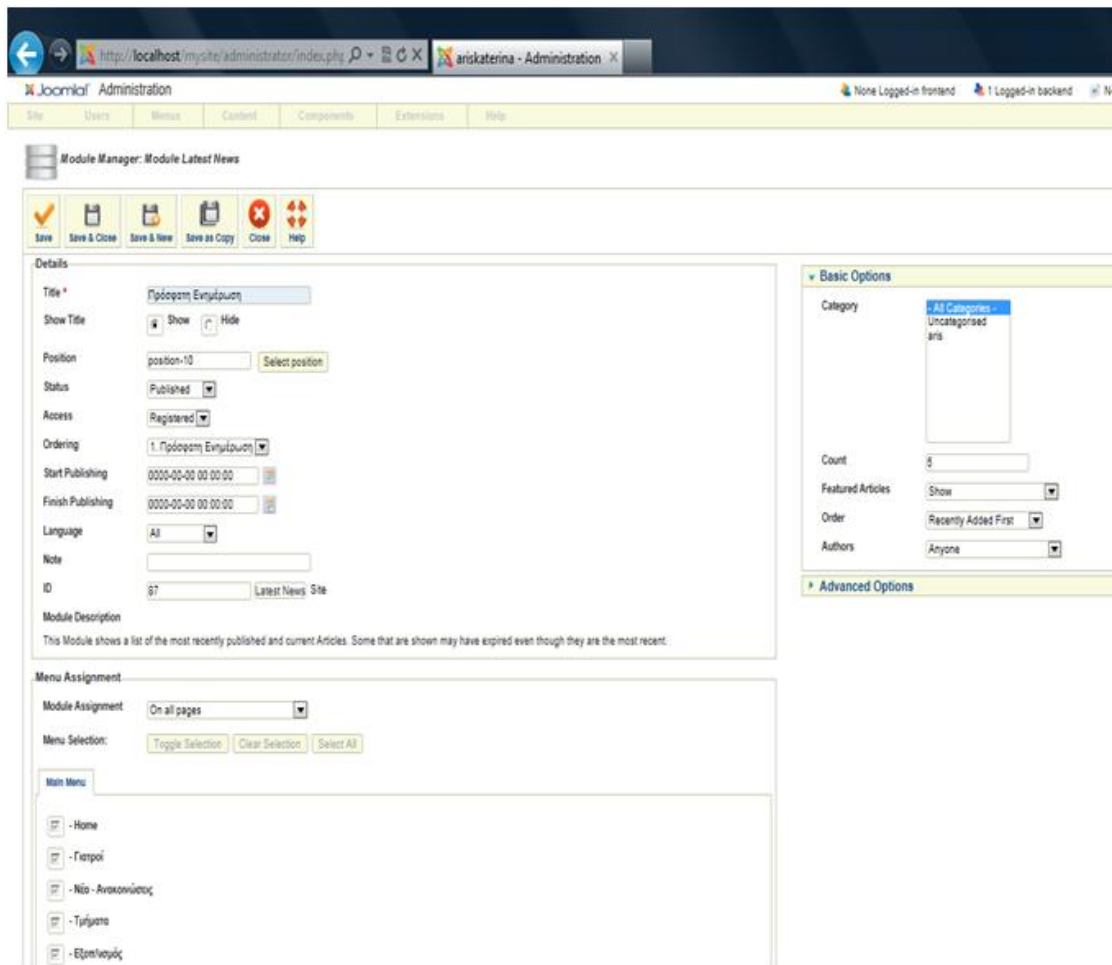 http://localhost/mysite/administrator/index.php
ariskaterina - Administration
Joomla! Administration
None Logged-in frontend
1 Logged-in backend
Site Users Menus Content Components Extensions Help
Module Manager: Module Latest News
Save
Save & Close
Save & New
Save as Copy
Close
Help
Details
Title *
Πρόσφατη Ενημέρωση
Show Title
Show
Hide
Position
position-10
Select position
Status
Published
Access
Registered
Ordering
1. Πρόσφατη Ενημέρωση
Start Publishing
0000-00-00 00:00:00
Finish Publishing
0000-00-00 00:00:00
Language
All
Note
ID
87
Latest News
Site
Module Description
This Module shows a list of the most recently published and current Articles. Some that are shown may have expired even though they are the most recent.
Basic Options
Category
- All Categories -
Uncategorised
aris
Count
5
Featured Articles
Show
Order
Recently Added First
Authors
Anyone
Advanced Options
Menu Assignment
Module Assignment
On all pages
Menu Selection:
Toggle Selection
Clear Selection
Select All
Main Menu
- Home
- Γιατροί
- Νέα - Ανακοινώσεις
- Τμήματα
- Εξοπλισμός